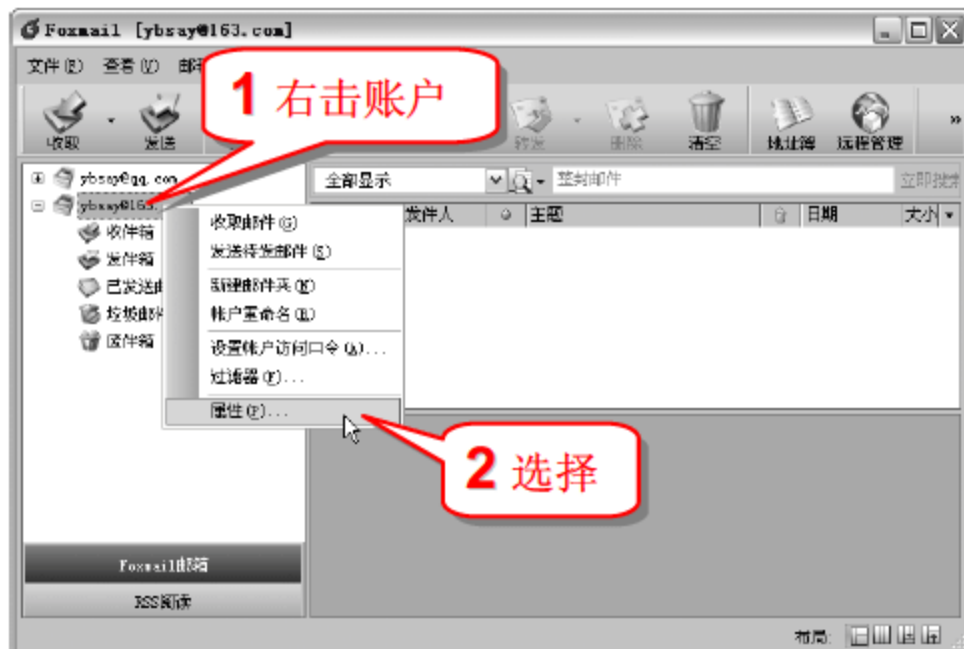 Foxmail [ybsay@163.com]
文件(F) 查看(V) 邮
1 右击账户
收取 发送 转发 删除 清空 地址簿 远程管理 »
ybsay@qq.com
全部显示 整封邮件 立即搜索
ybsay@163.
发件人 主题 日期 大小
收件箱
发件箱
已发送由
垃圾邮件
废件箱
收取邮件(G)
发送待发邮件(S)
新建邮件夹(N)
帐户重命名(R)
设置帐户访问口令(A)...
过滤器(F)...
属性(P)...
2 选择
Foxmail邮箱
RSS阅读
布局: